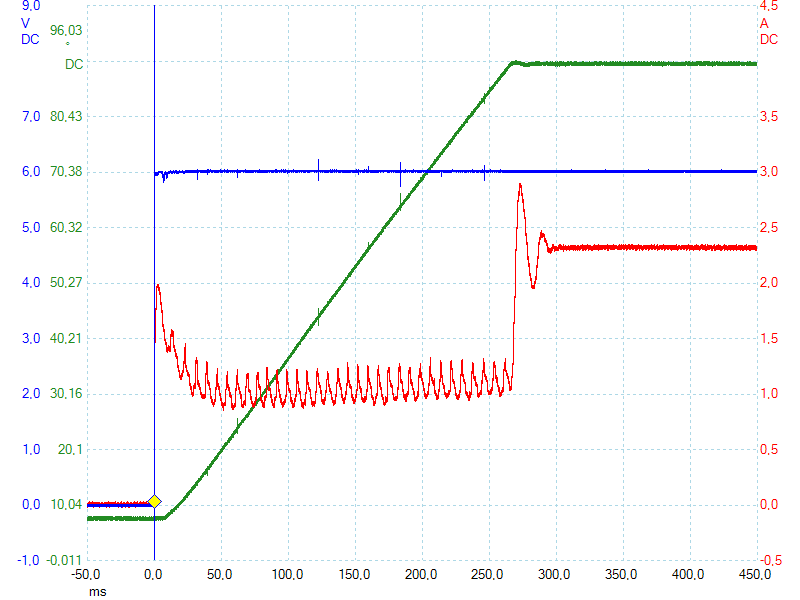 9,0 4,5
V 96,03 A
DC ° DC
DC
7,0 80,43 3,5
6,0 70,38 3,0
5,0 60,32 2,5
4,0 50,27 2,0
3,0 40,21 1,5
2,0 30,16 1,0
1,0 20,1 0,5
0,0 10,04 0,0
-1,0 -0,011 -0,5
-50,0 0,0 50,0 100,0 150,0 200,0 250,0 300,0 350,0 400,0 450,0
ms